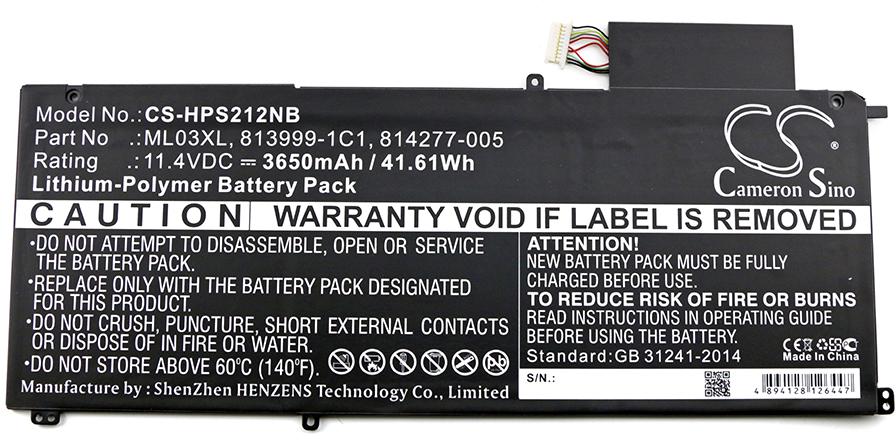 Model No.:CS-HPS212NB
Part No :ML03XL, 813999-1C1, 814277-005
Rating :11.4VDC ⎓ 3650mAh / 41.61Wh
Lithium-Polymer Battery Pack
CS
®
Cameron Sino
CAUTION WARRANTY VOID IF LABEL IS REMOVED
•DO NOT ATTEMPT TO DISASSEMBLE, OPEN OR SERVICE
THE BATTERY PACK.
•REPLACE ONLY WITH THE BATTERY PACK DESIGNATED
FOR THIS PRODUCT.
•DO NOT CRUSH, PUNCTURE, SHORT EXTERNAL CONTACTS
OR DISPOSE OF IN FIRE OR WATER.
•DO NOT STORE ABOVE 60°C (140°F).
Manufacturer by:
ShenZhen HENZENS Technology Co., Limited
ATTENTION!
NEW BATTERY PACK MUST BE FULLY
CHARGED BEFORE USE.
TO REDUCE RISK OF FIRE OR BURNS
READ INSTRUCTIONS IN OPERATING GUIDE
BEFORE USING THE BATTERY.
Standard:GB 31241-2014
CE
Made In China
S/N.:
4 894128 126447